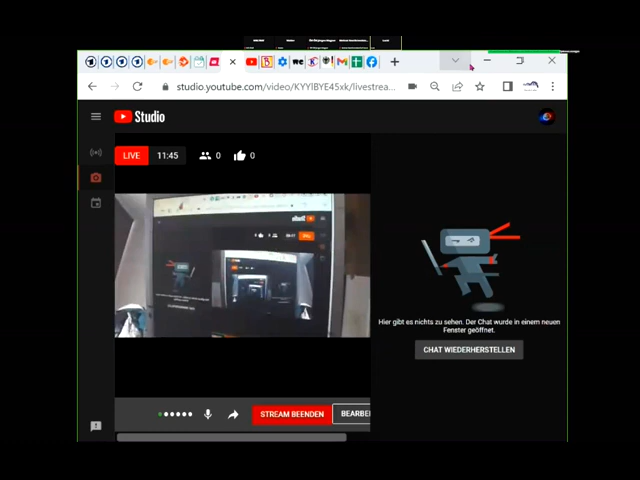 studio.youtube.com/video/KYYIBYE45xk/livestrea...
Studio
LIVE 11:45 0 0
Hier gibt es nichts zu sehen. Der Chat wurde in einem neuen
Fenster geöffnet.
CHAT WIEDERHERSTELLEN
STREAM BEENDEN BEARBE